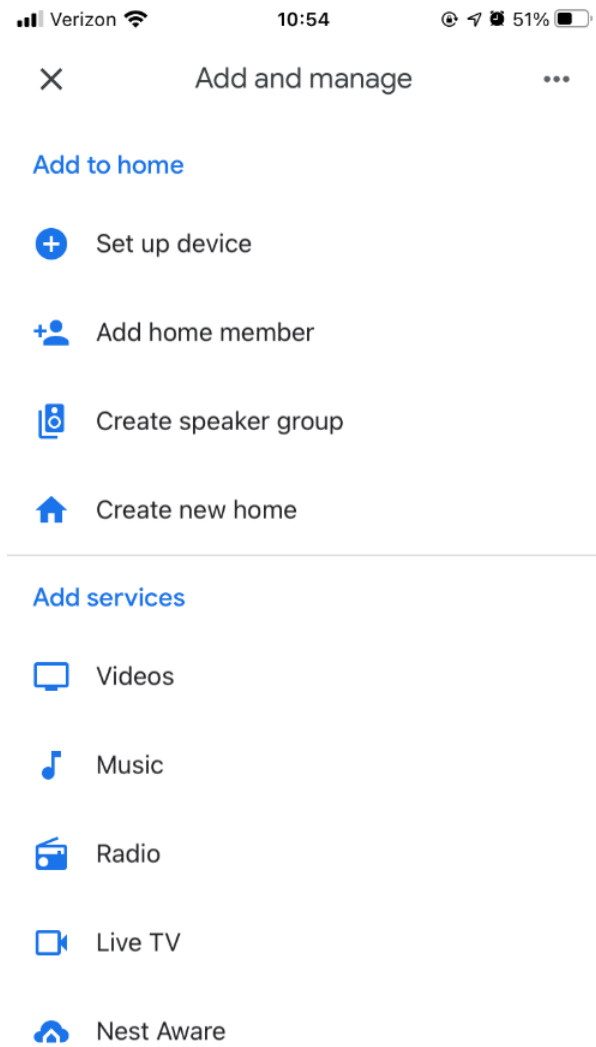 Verizon 10:54 51%
Add and manage
Add to home
Set up device
Add home member
Create speaker group
Create new home
Add services
Videos
Music
Radio
Live TV
Nest Aware